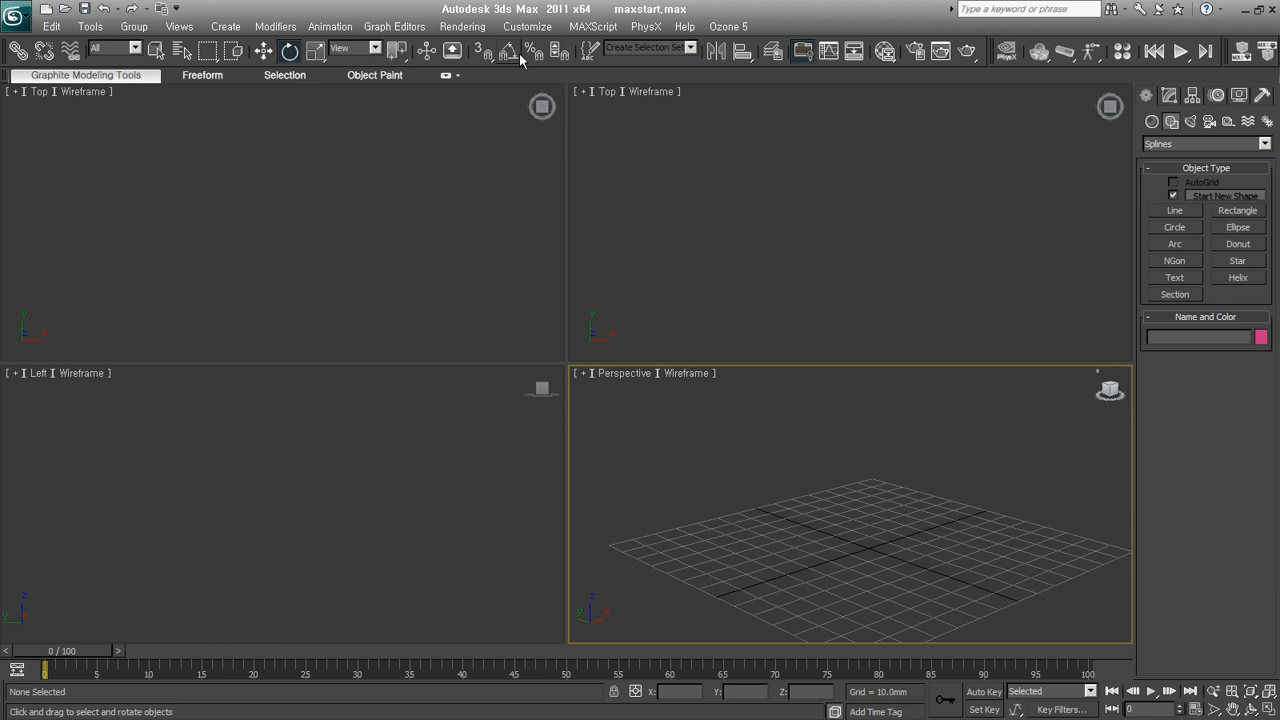 Autodesk 3ds Max 2011 x64 maxstart.max
Type a keyword or phrase
Edit Tools Group Views Create Modifiers Animation Graph Editors Rendering Customize MAXScript PhysX Help Ozone 5
All View 3 Create Selection Set
Graphite Modeling Tools Freeform Selection Object Paint
[ + ] Top ] Wireframe ]
[ + ] Top ] Wireframe ]
Splines
- Object Type
AutoGrid
Start New Shape
Line Rectangle
Circle Ellipse
Arc Donut
NGon Star
Text Helix
Section
- Name and Color
y
z x
y
z x
[ + ] Left ] Wireframe ]
[ + ] Perspective ] Wireframe ]
z
y
z
y x
< 0 / 100 >
0 5 10 15 20 25 30 35 40 45 50 55 60 65 70 75 80 85 90 95 100
None Selected X: Y: Z: Grid = 10.0mm Auto Key Selected
Click and drag to select and rotate objects Add Time Tag Set Key Key Filters... 0